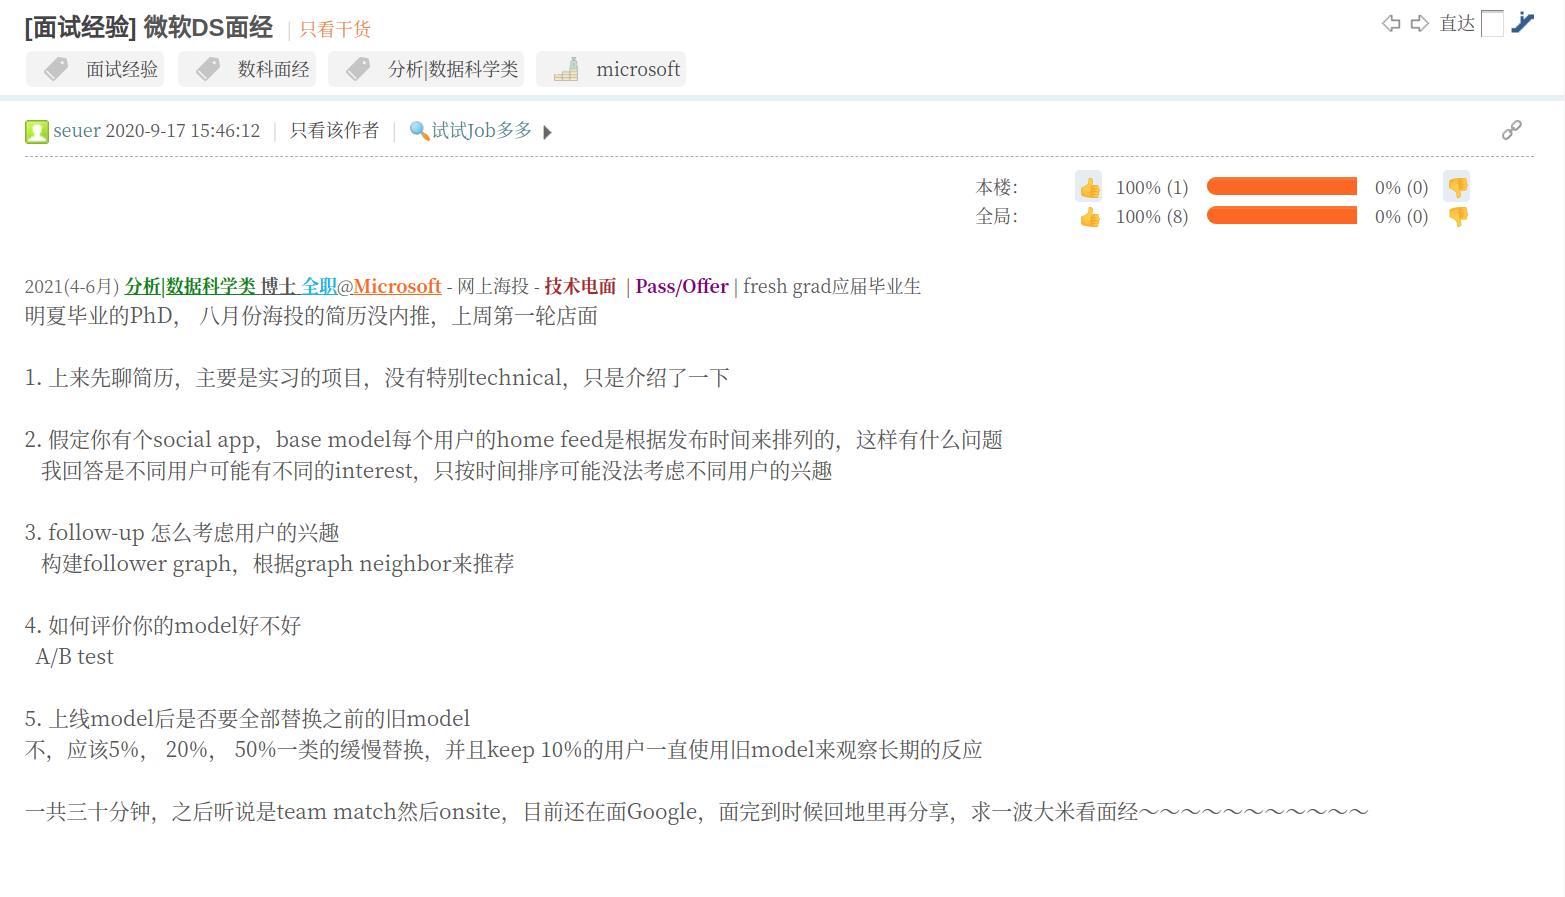 [面试经验] 微软DS面经 | 只看干货
直达
面试经验 数科面经 分析|数据科学类 microsoft
seuer 2020-9-17 15:46:12 | 只看该作者 | 试试Job多多
本楼: 100% (1) 0% (0)
全局: 100% (8) 0% (0)
2021(4-6月) 分析|数据科学类 博士 全职@Microsoft - 网上海投 - 技术电面 | Pass/Offer | fresh grad应届毕业生
明夏毕业的PhD， 八月份海投的简历没内推，上周第一轮店面
1. 上来先聊简历，主要是实习的项目，没有特别technical，只是介绍了一下
2. 假定你有个social app，base model每个用户的home feed是根据发布时间来排列的，这样有什么问题
我回答是不同用户可能有不同的interest，只按时间排序可能没法考虑不同用户的兴趣
3. follow-up 怎么考虑用户的兴趣
构建follower graph，根据graph neighbor来推荐
4. 如何评价你的model好不好
A/B test
5. 上线model后是否要全部替换之前的旧model
不，应该5%， 20%， 50%一类的缓慢替换，并且keep 10%的用户一直使用旧model来观察长期的反应
一共三十分钟，之后听说是team match然后onsite，目前还在面Google，面完到时候回地里再分享，求一波大米看面经～～～～～～～～～～～